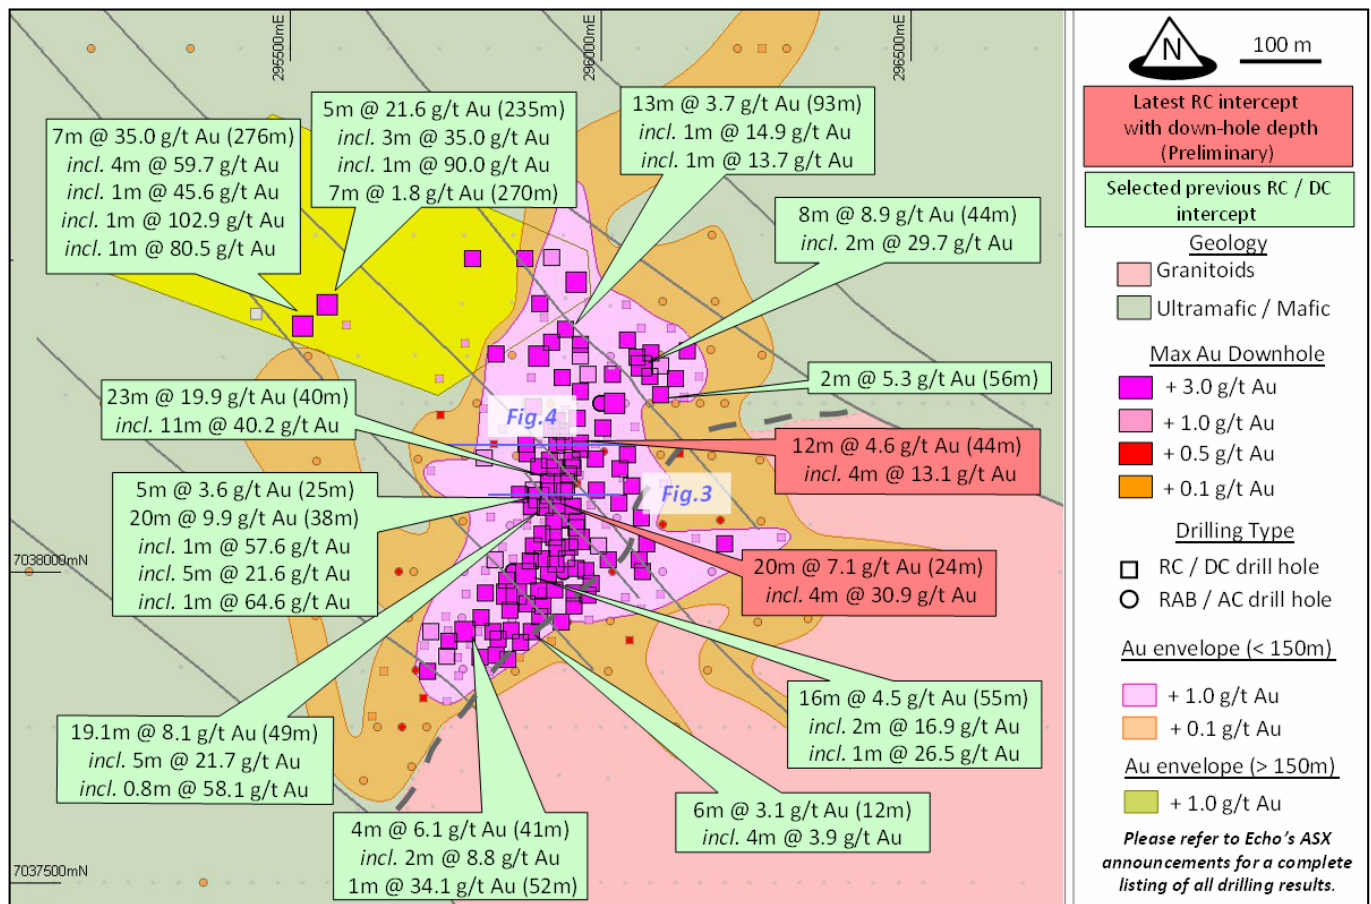 295500mE
296000mE
296500mE
7038000mN
7037500mN
7m @ 35.0 g/t Au (276m)
incl. 4m @ 59.7 g/t Au
incl. 1m @ 45.6 g/t Au
incl. 1m @ 102.9 g/t Au
incl. 1m @ 80.5 g/t Au
5m @ 21.6 g/t Au (235m)
incl. 3m @ 35.0 g/t Au
incl. 1m @ 90.0 g/t Au
7m @ 1.8 g/t Au (270m)
13m @ 3.7 g/t Au (93m)
incl. 1m @ 14.9 g/t Au
incl. 1m @ 13.7 g/t Au
8m @ 8.9 g/t Au (44m)
incl. 2m @ 29.7 g/t Au
2m @ 5.3 g/t Au (56m)
23m @ 19.9 g/t Au (40m)
incl. 11m @ 40.2 g/t Au
Fig.4
12m @ 4.6 g/t Au (44m)
incl. 4m @ 13.1 g/t Au
Fig.3
5m @ 3.6 g/t Au (25m)
20m @ 9.9 g/t Au (38m)
incl. 1m @ 57.6 g/t Au
incl. 5m @ 21.6 g/t Au
incl. 1m @ 64.6 g/t Au
20m @ 7.1 g/t Au (24m)
incl. 4m @ 30.9 g/t Au
16m @ 4.5 g/t Au (55m)
incl. 2m @ 16.9 g/t Au
incl. 1m @ 26.5 g/t Au
19.1m @ 8.1 g/t Au (49m)
incl. 5m @ 21.7 g/t Au
incl. 0.8m @ 58.1 g/t Au
6m @ 3.1 g/t Au (12m)
incl. 4m @ 3.9 g/t Au
4m @ 6.1 g/t Au (41m)
incl. 2m @ 8.8 g/t Au
1m @ 34.1 g/t Au (52m)
N
100 m
Latest RC intercept
with down-hole depth
(Preliminary)
Selected previous RC / DC
intercept
Geology
Granitoids
Ultramafic / Mafic
Max Au Downhole
+ 3.0 g/t Au
+ 1.0 g/t Au
+ 0.5 g/t Au
+ 0.1 g/t Au
Drilling Type
RC / DC drill hole
RAB / AC drill hole
Au envelope (< 150m)
+ 1.0 g/t Au
+ 0.1 g/t Au
Au envelope (> 150m)
+ 1.0 g/t Au
Please refer to Echo's ASX
announcements for a complete
listing of all drilling results.